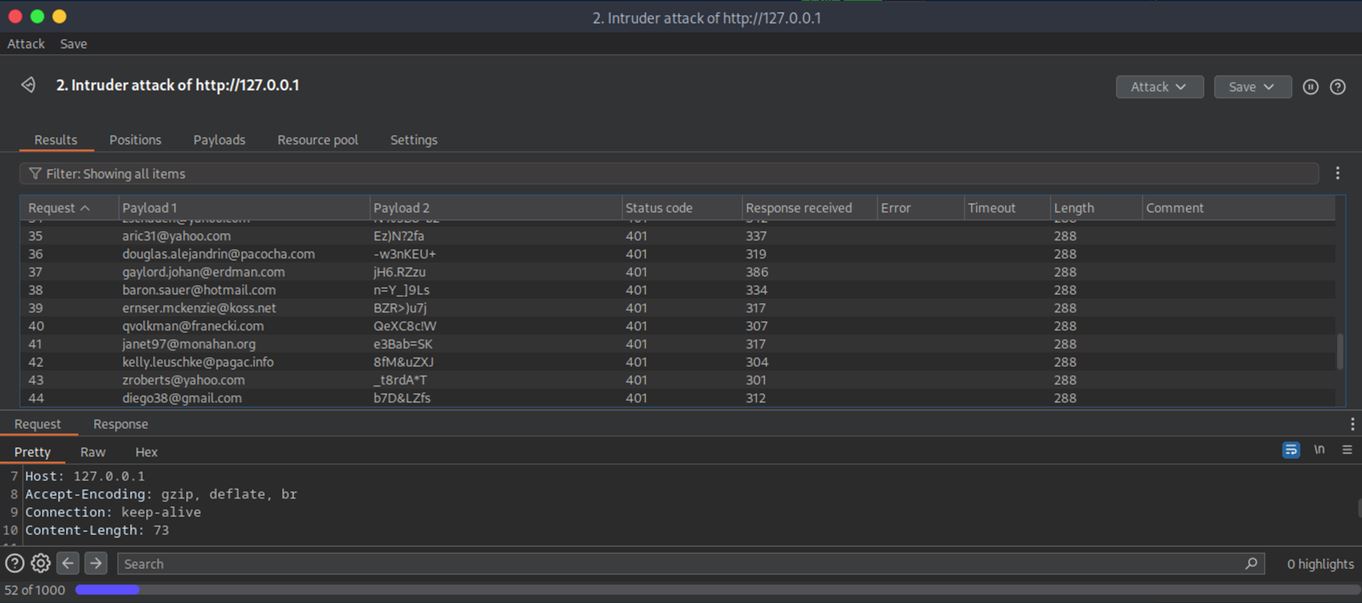 2. Intruder attack of http://127.0.0.1
Attack Save
2. Intruder attack of http://127.0.0.1 Attack Save
Results Positions Payloads Resource pool Settings
Filter: Showing all items
Request Payload 1 Payload 2 Status code Response received Error Timeout Length Comment
35 aric31@yahoo.com Ez)N?2fa 401 337 288
36 douglas.alejandrin@pacocha.com -w3nKEU+ 401 319 288
37 gaylord.johan@erdman.com jH6.RZzu 401 386 288
38 baron.sauer@hotmail.com n=Y_]9Ls 401 334 288
39 ernser.mckenzie@koss.net BZR>)u7j 401 317 288
40 qvolkman@franecki.com QeXC8c!W 401 307 288
41 janet97@monahan.org e3Bab=SK 401 317 288
42 kelly.leuschke@pagac.info 8fM&uZXJ 401 304 288
43 zroberts@yahoo.com _t8rdA*T 401 301 288
44 diego38@gmail.com b7D&LZfs 401 312 288
Request Response
Pretty Raw Hex \n
7 Host: 127.0.0.1
8 Accept-Encoding: gzip, deflate, br
9 Connection: keep-alive
10 Content-Length: 73
Search 0 highlights
52 of 1000